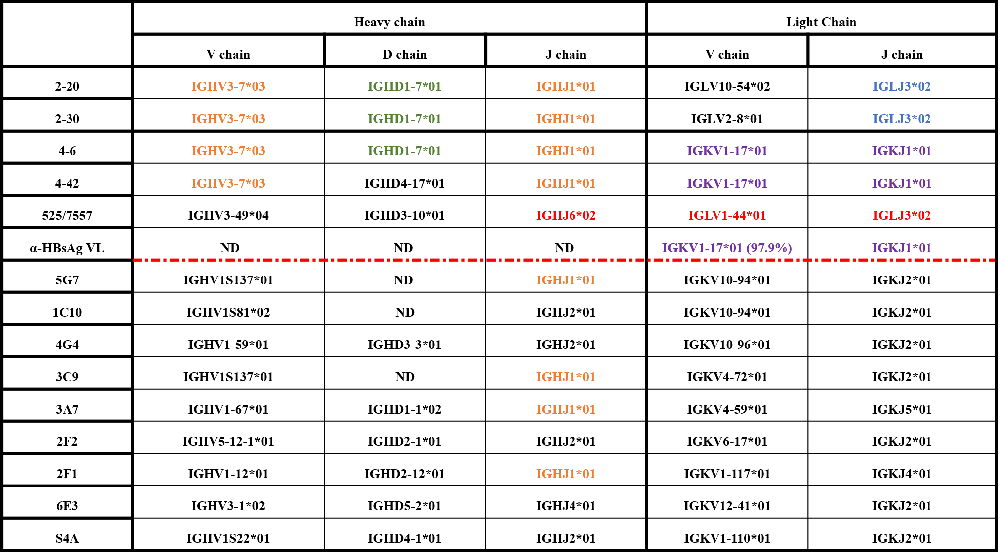 Heavy chain Light Chain
V chain D chain J chain V chain J chain
2-20 IGHV3-7*03 IGHD1-7*01 IGHJ1*01 IGLV10-54*02 IGLJ3*02
2-30 IGHV3-7*03 IGHD1-7*01 IGHJ1*01 IGLV2-8*01 IGLJ3*02
4-6 IGHV3-7*03 IGHD1-7*01 IGHJ1*01 IGKV1-17*01 IGKJ1*01
4-42 IGHV3-7*03 IGHD4-17*01 IGHJ1*01 IGKV1-17*01 IGKJ1*01
525/7557 IGHV3-49*04 IGHD3-10*01 IGHJ6*02 IGLV1-44*01 IGLJ3*02
α-HBsAg VL ND ND ND IGKV1-17*01 (97.9%) IGKJ1*01
5G7 IGHV1S137*01 ND IGHJ1*01 IGKV10-94*01 IGKJ2*01
1C10 IGHV1S81*02 ND IGHJ2*01 IGKV10-94*01 IGKJ2*01
4G4 IGHV1-59*01 IGHD3-3*01 IGHJ2*01 IGKV10-96*01 IGKJ2*01
3C9 IGHV1S137*01 ND IGHJ1*01 IGKV4-72*01 IGKJ2*01
3A7 IGHV1-67*01 IGHD1-1*02 IGHJ1*01 IGKV4-59*01 IGKJ5*01
2F2 IGHV5-12-1*01 IGHD2-1*01 IGHJ2*01 IGKV6-17*01 IGKJ2*01
2F1 IGHV1-12*01 IGHD2-12*01 IGHJ1*01 IGKV1-117*01 IGKJ4*01
6E3 IGHV3-1*02 IGHD5-2*01 IGHJ4*01 IGKV12-41*01 IGKJ2*01
S4A IGHV1S22*01 IGHD4-1*01 IGHJ2*01 IGKV1-110*01 IGKJ2*01